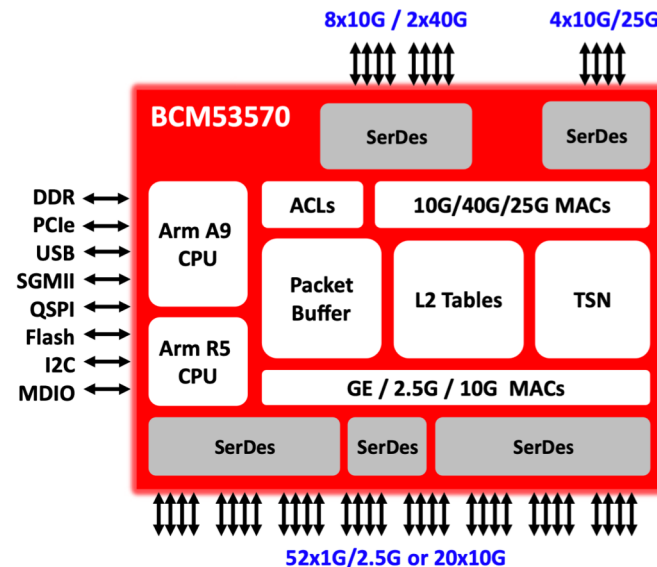 8x10G / 2x40G
4x10G/25G
BCM53570
SerDes
SerDes
DDR
PCIe
USB
SGMII
QSPI
Flash
I2C
MDIO
Arm A9
CPU
ACLs
10G/40G/25G MACs
Packet
Buffer
L2 Tables
TSN
Arm R5
CPU
GE / 2.5G / 10G MACs
SerDes
SerDes
SerDes
52x1G/2.5G or 20x10G